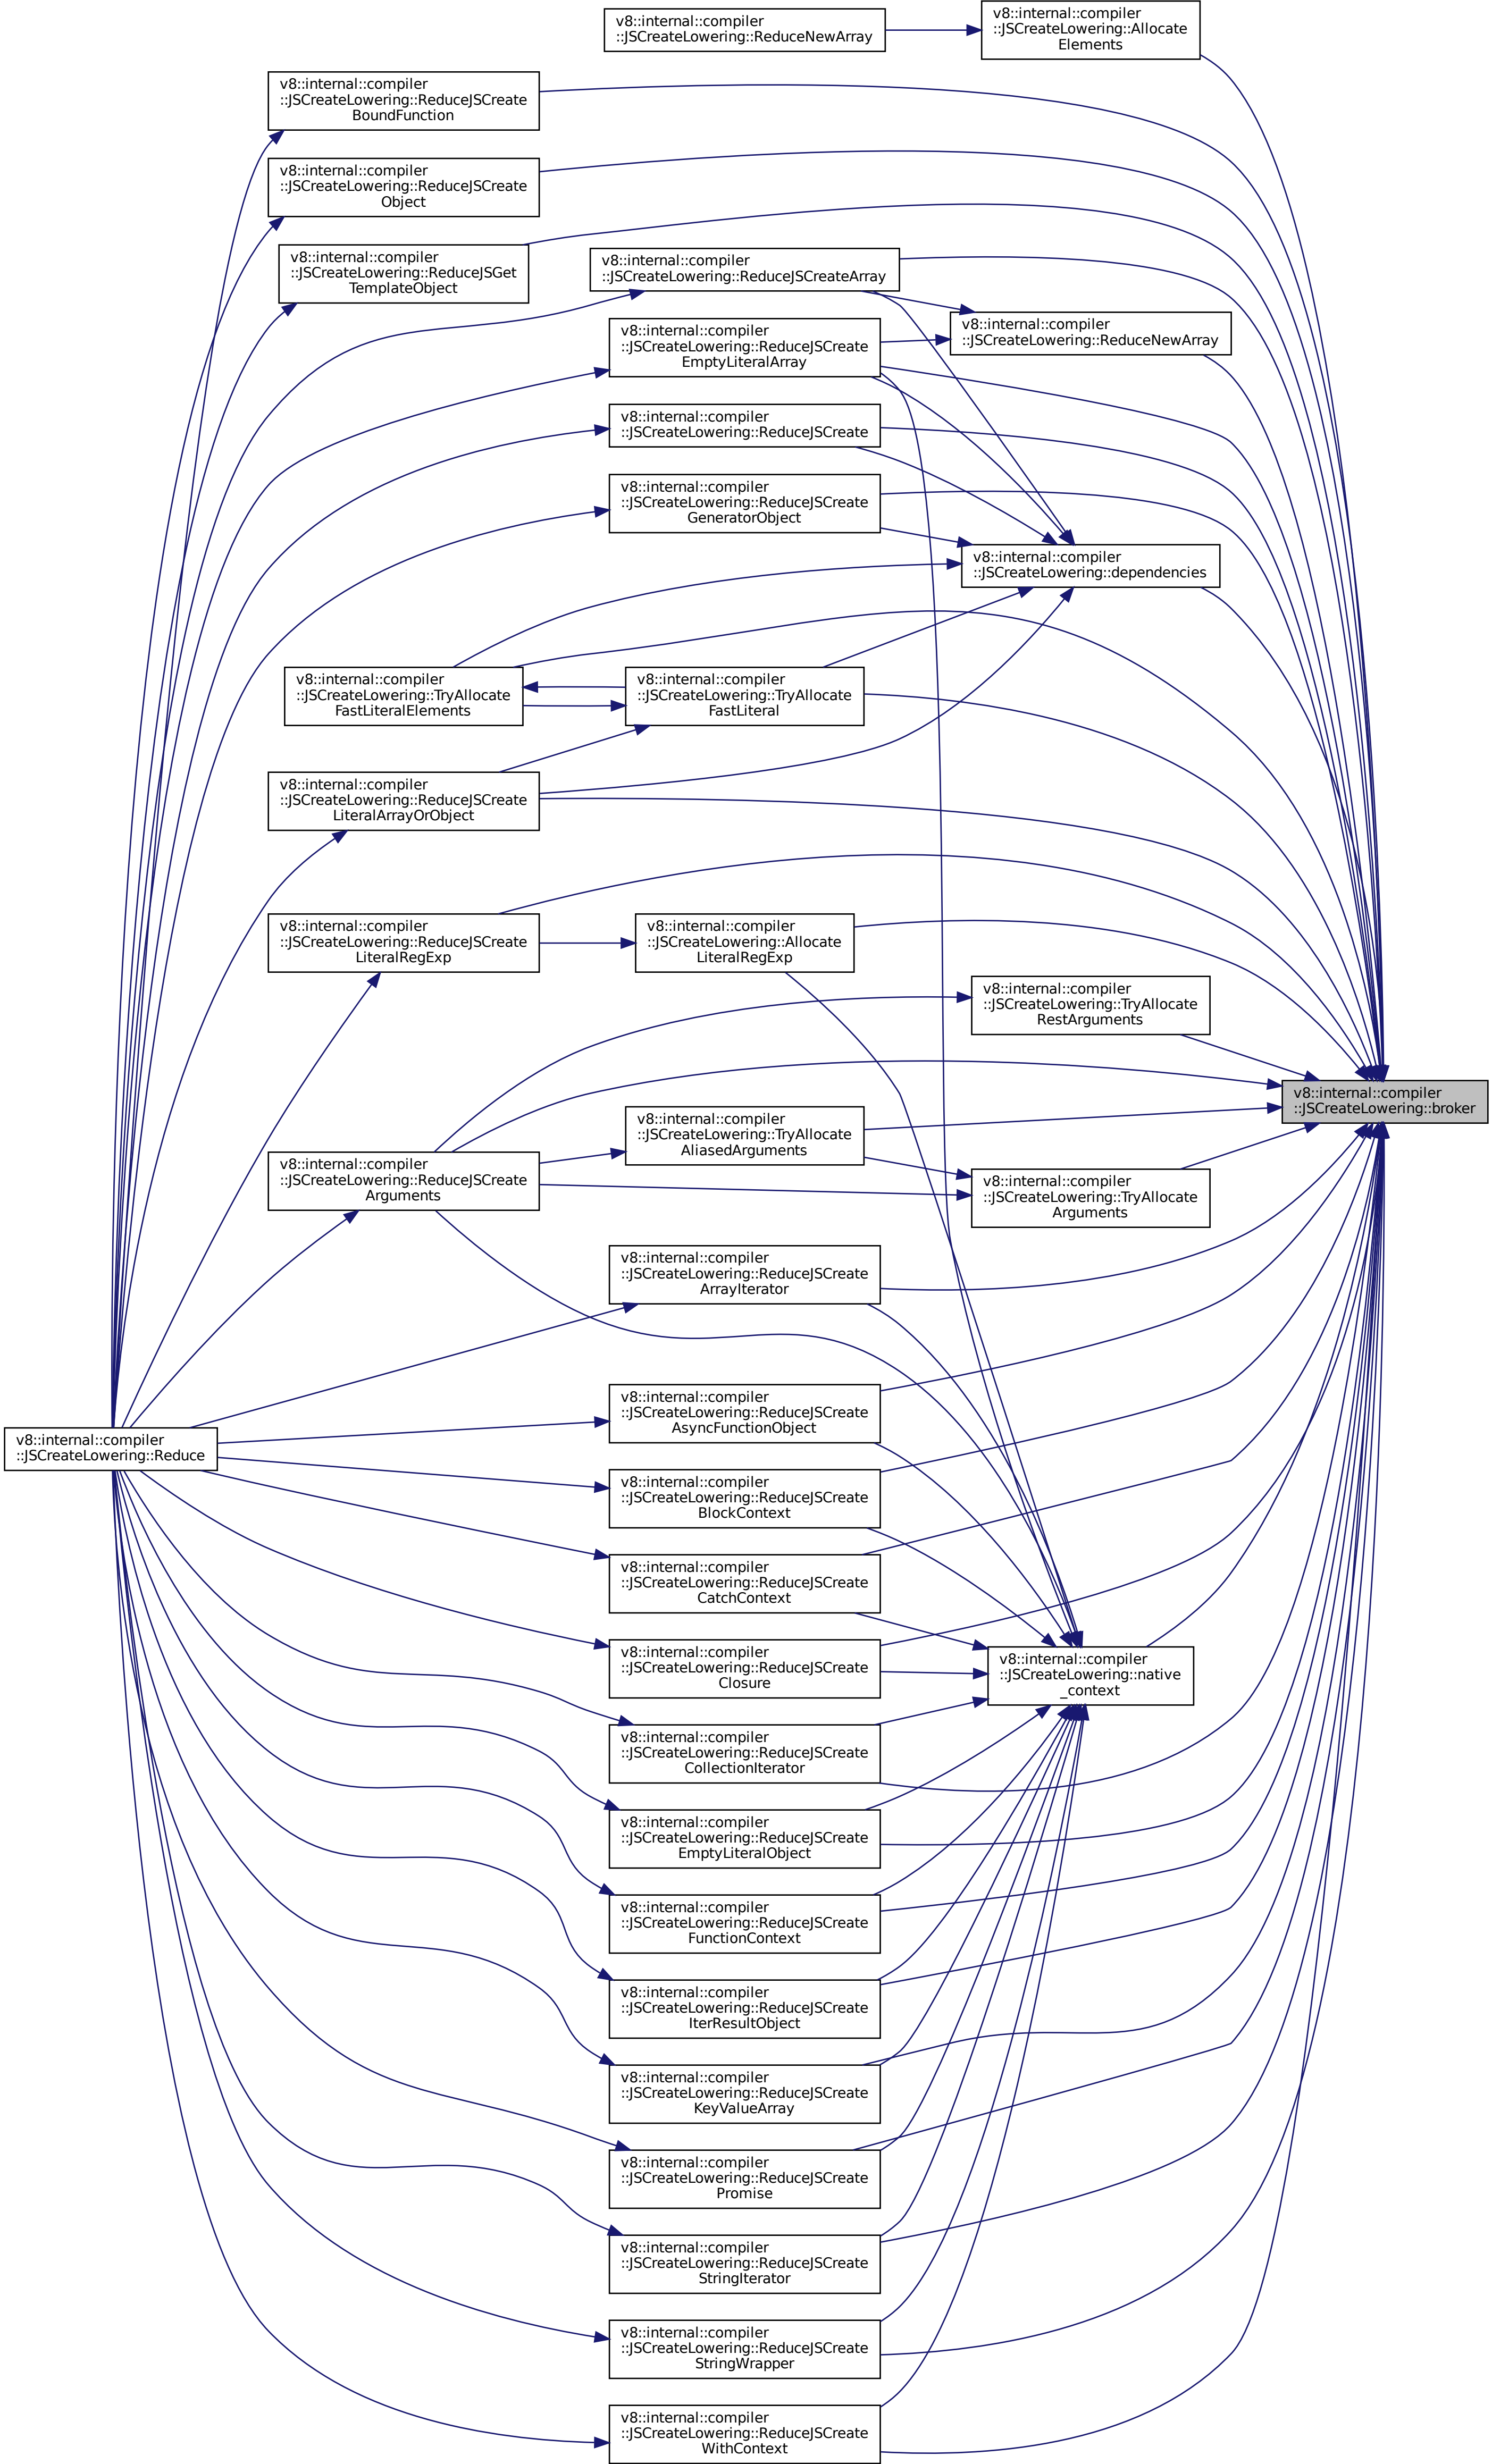 v8::internal::compiler
::JSCreateLowering::ReduceNewArray
v8::internal::compiler
::JSCreateLowering::Allocate
Elements
v8::internal::compiler
::JSCreateLowering::ReduceJSCreate
BoundFunction
v8::internal::compiler
::JSCreateLowering::ReduceJSCreate
Object
v8::internal::compiler
::JSCreateLowering::ReduceJSGet
TemplateObject
v8::internal::compiler
::JSCreateLowering::ReduceJSCreateArray
v8::internal::compiler
::JSCreateLowering::ReduceNewArray
v8::internal::compiler
::JSCreateLowering::ReduceJSCreate
EmptyLiteralArray
v8::internal::compiler
::JSCreateLowering::ReduceJSCreate
v8::internal::compiler
::JSCreateLowering::ReduceJSCreate
GeneratorObject
v8::internal::compiler
::JSCreateLowering::dependencies
v8::internal::compiler
::JSCreateLowering::TryAllocate
FastLiteralElements
v8::internal::compiler
::JSCreateLowering::TryAllocate
FastLiteral
v8::internal::compiler
::JSCreateLowering::ReduceJSCreate
LiteralArrayOrObject
v8::internal::compiler
::JSCreateLowering::ReduceJSCreate
LiteralRegExp
v8::internal::compiler
::JSCreateLowering::Allocate
LiteralRegExp
v8::internal::compiler
::JSCreateLowering::TryAllocate
RestArguments
v8::internal::compiler
::JSCreateLowering::broker
v8::internal::compiler
::JSCreateLowering::TryAllocate
AliasedArguments
v8::internal::compiler
::JSCreateLowering::ReduceJSCreate
Arguments
v8::internal::compiler
::JSCreateLowering::TryAllocate
Arguments
v8::internal::compiler
::JSCreateLowering::ReduceJSCreate
ArrayIterator
v8::internal::compiler
::JSCreateLowering::ReduceJSCreate
AsyncFunctionObject
v8::internal::compiler
::JSCreateLowering::Reduce
v8::internal::compiler
::JSCreateLowering::ReduceJSCreate
BlockContext
v8::internal::compiler
::JSCreateLowering::ReduceJSCreate
CatchContext
v8::internal::compiler
::JSCreateLowering::ReduceJSCreate
Closure
v8::internal::compiler
::JSCreateLowering::native
_context
v8::internal::compiler
::JSCreateLowering::ReduceJSCreate
CollectionIterator
v8::internal::compiler
::JSCreateLowering::ReduceJSCreate
EmptyLiteralObject
v8::internal::compiler
::JSCreateLowering::ReduceJSCreate
FunctionContext
v8::internal::compiler
::JSCreateLowering::ReduceJSCreate
IterResultObject
v8::internal::compiler
::JSCreateLowering::ReduceJSCreate
KeyValueArray
v8::internal::compiler
::JSCreateLowering::ReduceJSCreate
Promise
v8::internal::compiler
::JSCreateLowering::ReduceJSCreate
StringIterator
v8::internal::compiler
::JSCreateLowering::ReduceJSCreate
StringWrapper
v8::internal::compiler
::JSCreateLowering::ReduceJSCreate
WithContext